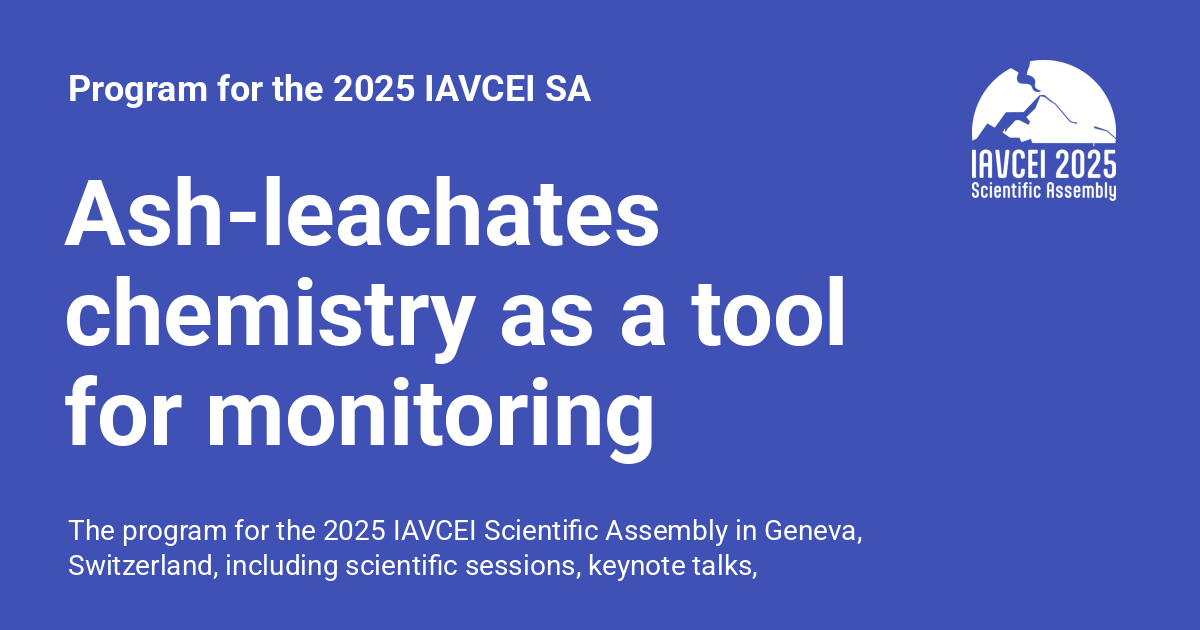 Program for the 2025 IAVCEI SA
IAVCEI 2025
Scientific Assembly
Ash-leachates
chemistry as a tool
for monitoring
The program for the 2025 IAVCEI Scientific Assembly in Geneva,
Switzerland, including scientific sessions, keynote talks,